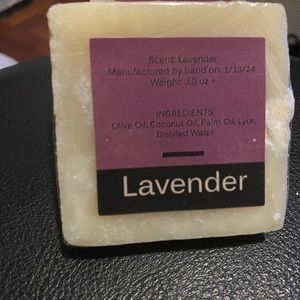 Scent: Lavender
Manufactured by hand on: 1/13/24
Weight: 3.0 oz +
INGREDIENTS
Olive Oil, Coconut Oil, Palm Oil, Lyre,
Distilled Water
Lavender